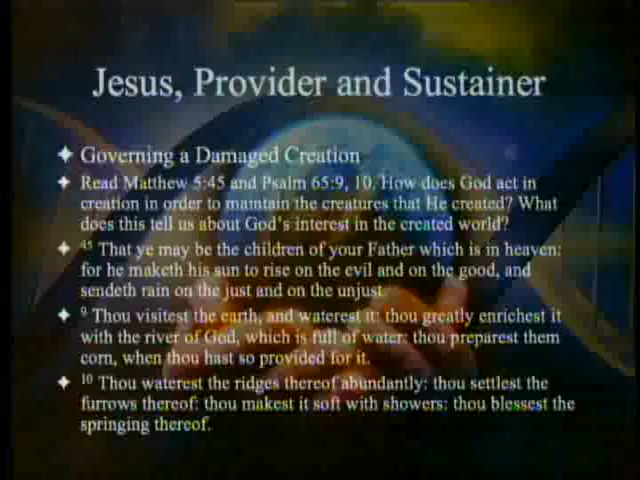 Jesus, Provider and Sustainer
Governing a Damaged Creation
Read Matthew 5:45 and Psalm 65:9, 10. How does God act in
creation in order to maintain the creatures that He created? What
does this tell us about God's interest in the created world?
45 That ye may be the children of your Father which is in heaven:
for he maketh his sun to rise on the evil and on the good, and
sendeth rain on the just and on the unjust.
9 Thou visitest the earth, and waterest it: thou greatly enrichest it
with the river of God, which is full of water: thou preparest them
corn, when thou hast so provided for it.
10 Thou waterest the ridges thereof abundantly: thou settlest the
furrows thereof: thou makest it soft with showers: thou blessest the
springing thereof.